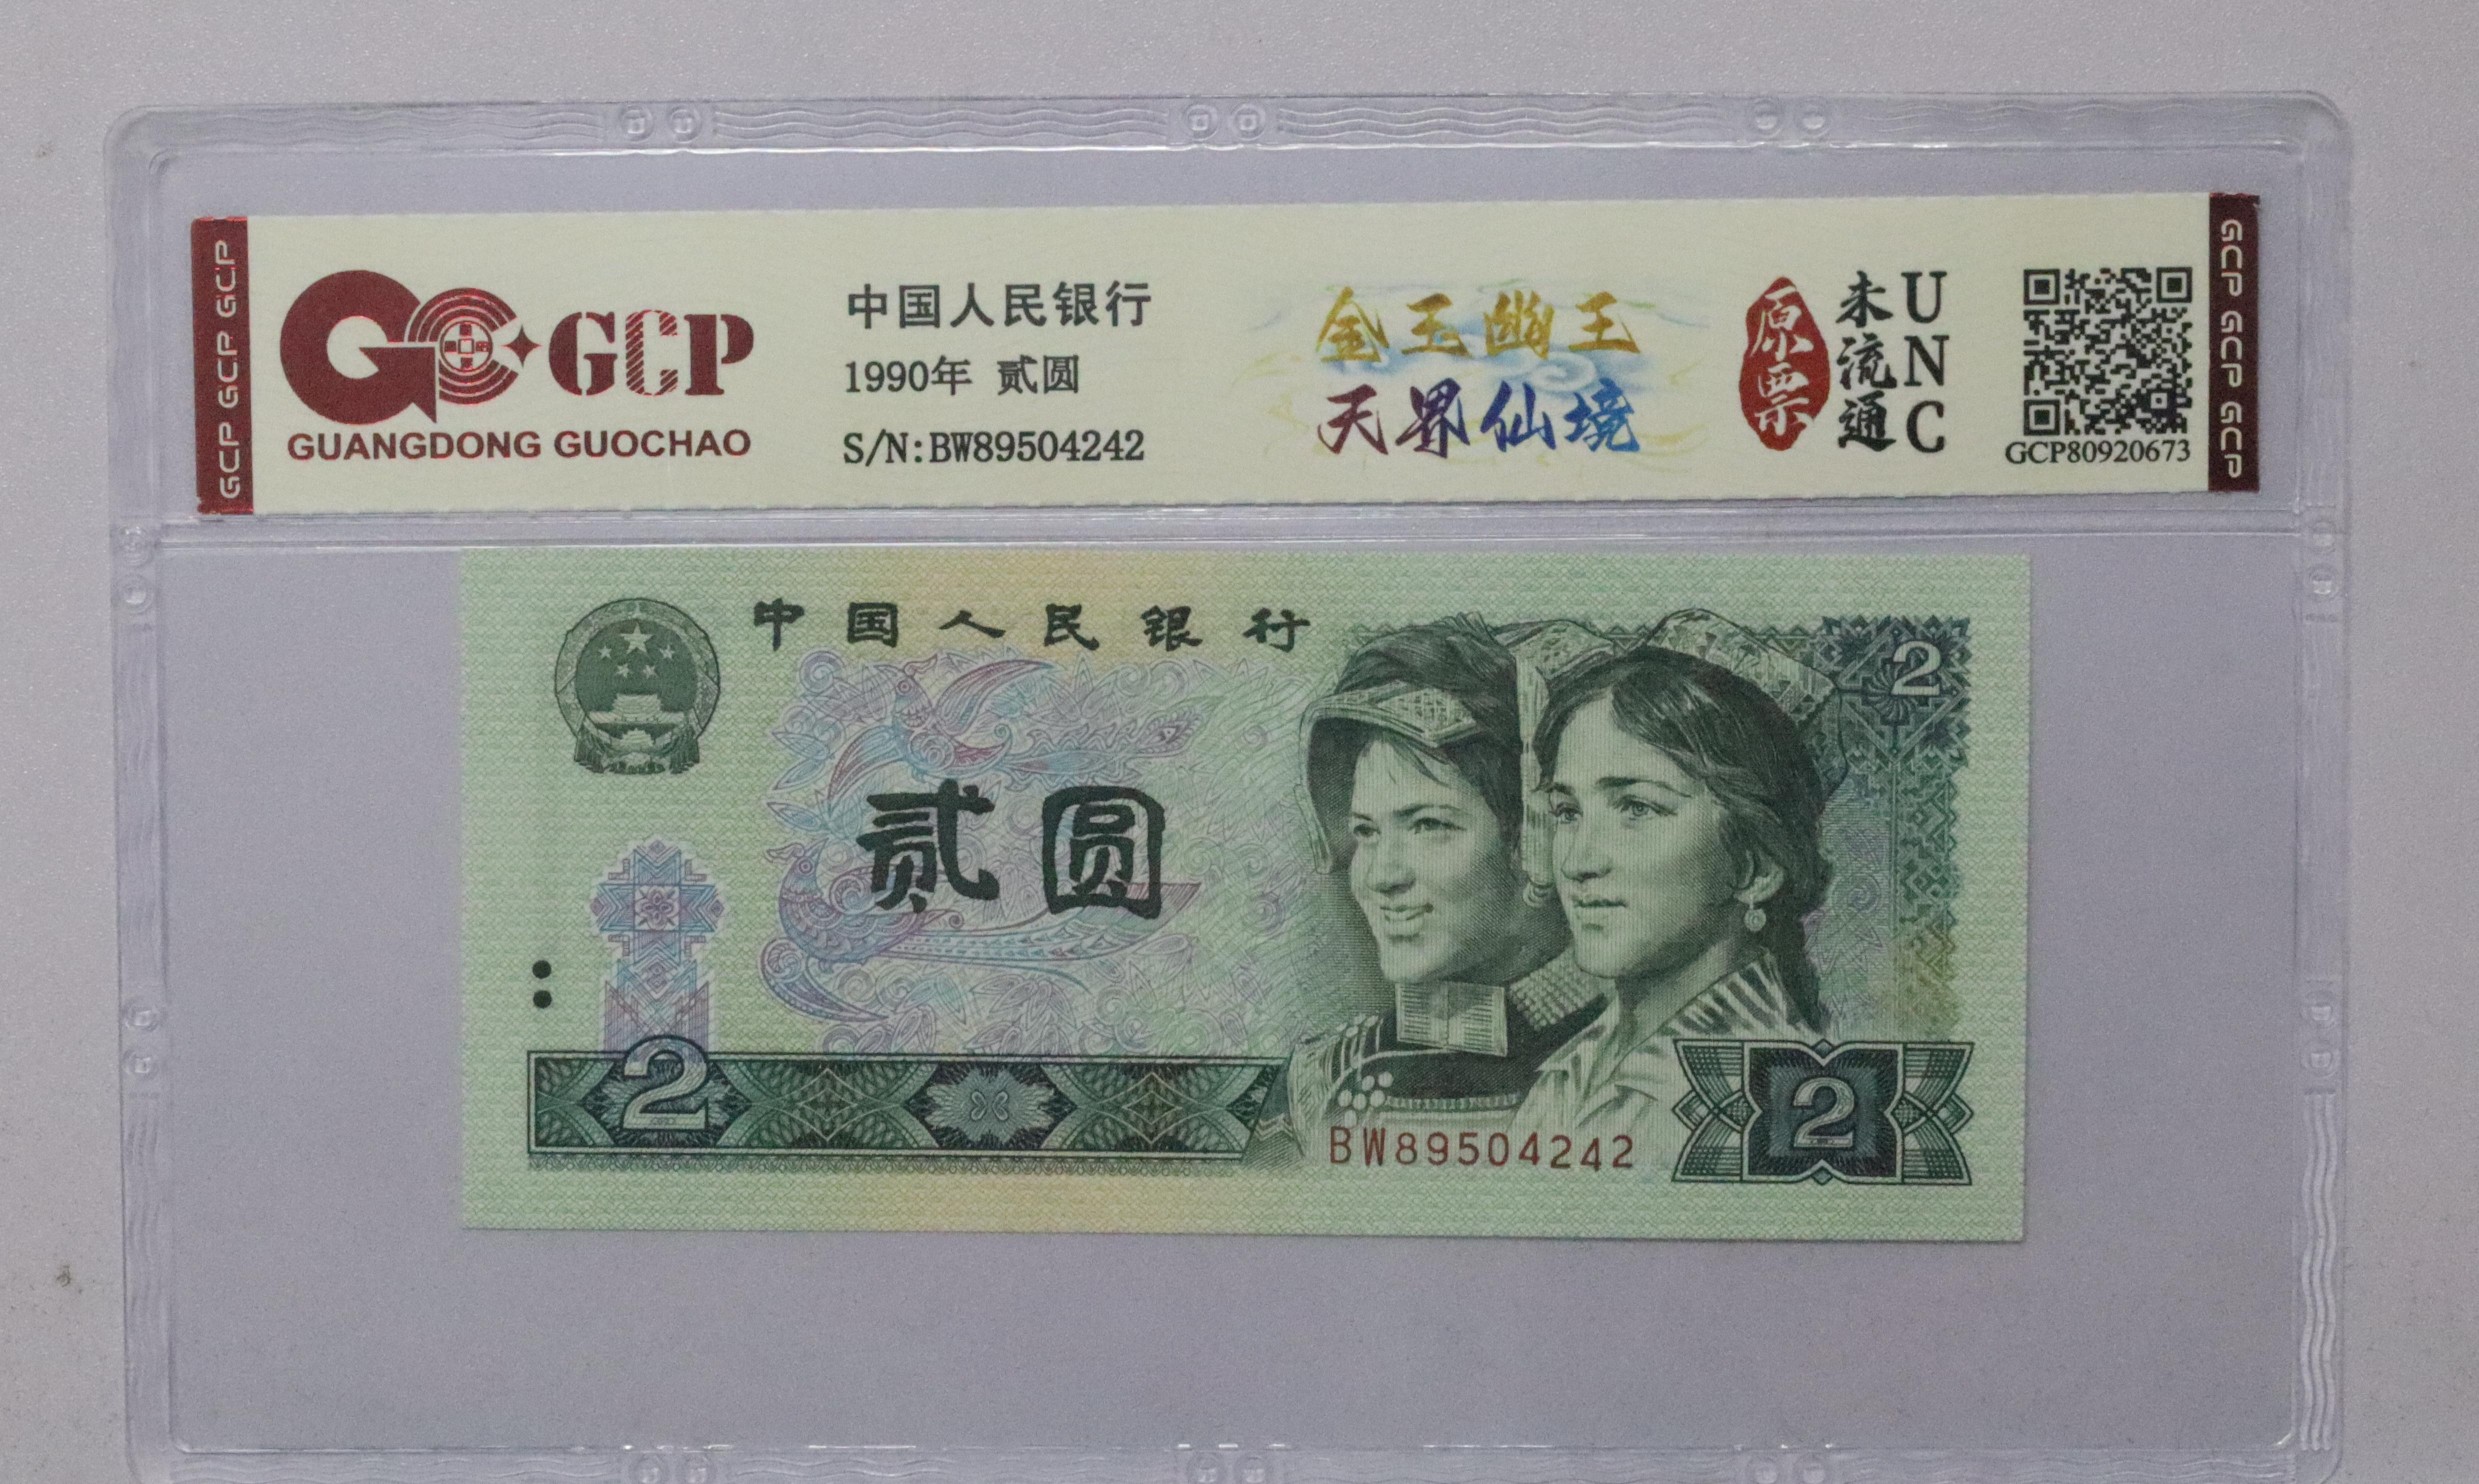 GCP GCP GCP
GCP
GUANGDONG GUOCHAO
中国人民银行
1990年 贰圆
S/N:BW89504242
金玉幽王
天界仙境
原票
未流通
UNC
GCP80920673
GCP GCP GCP
中国人民银行
2
贰圆
2
BW89504242
2